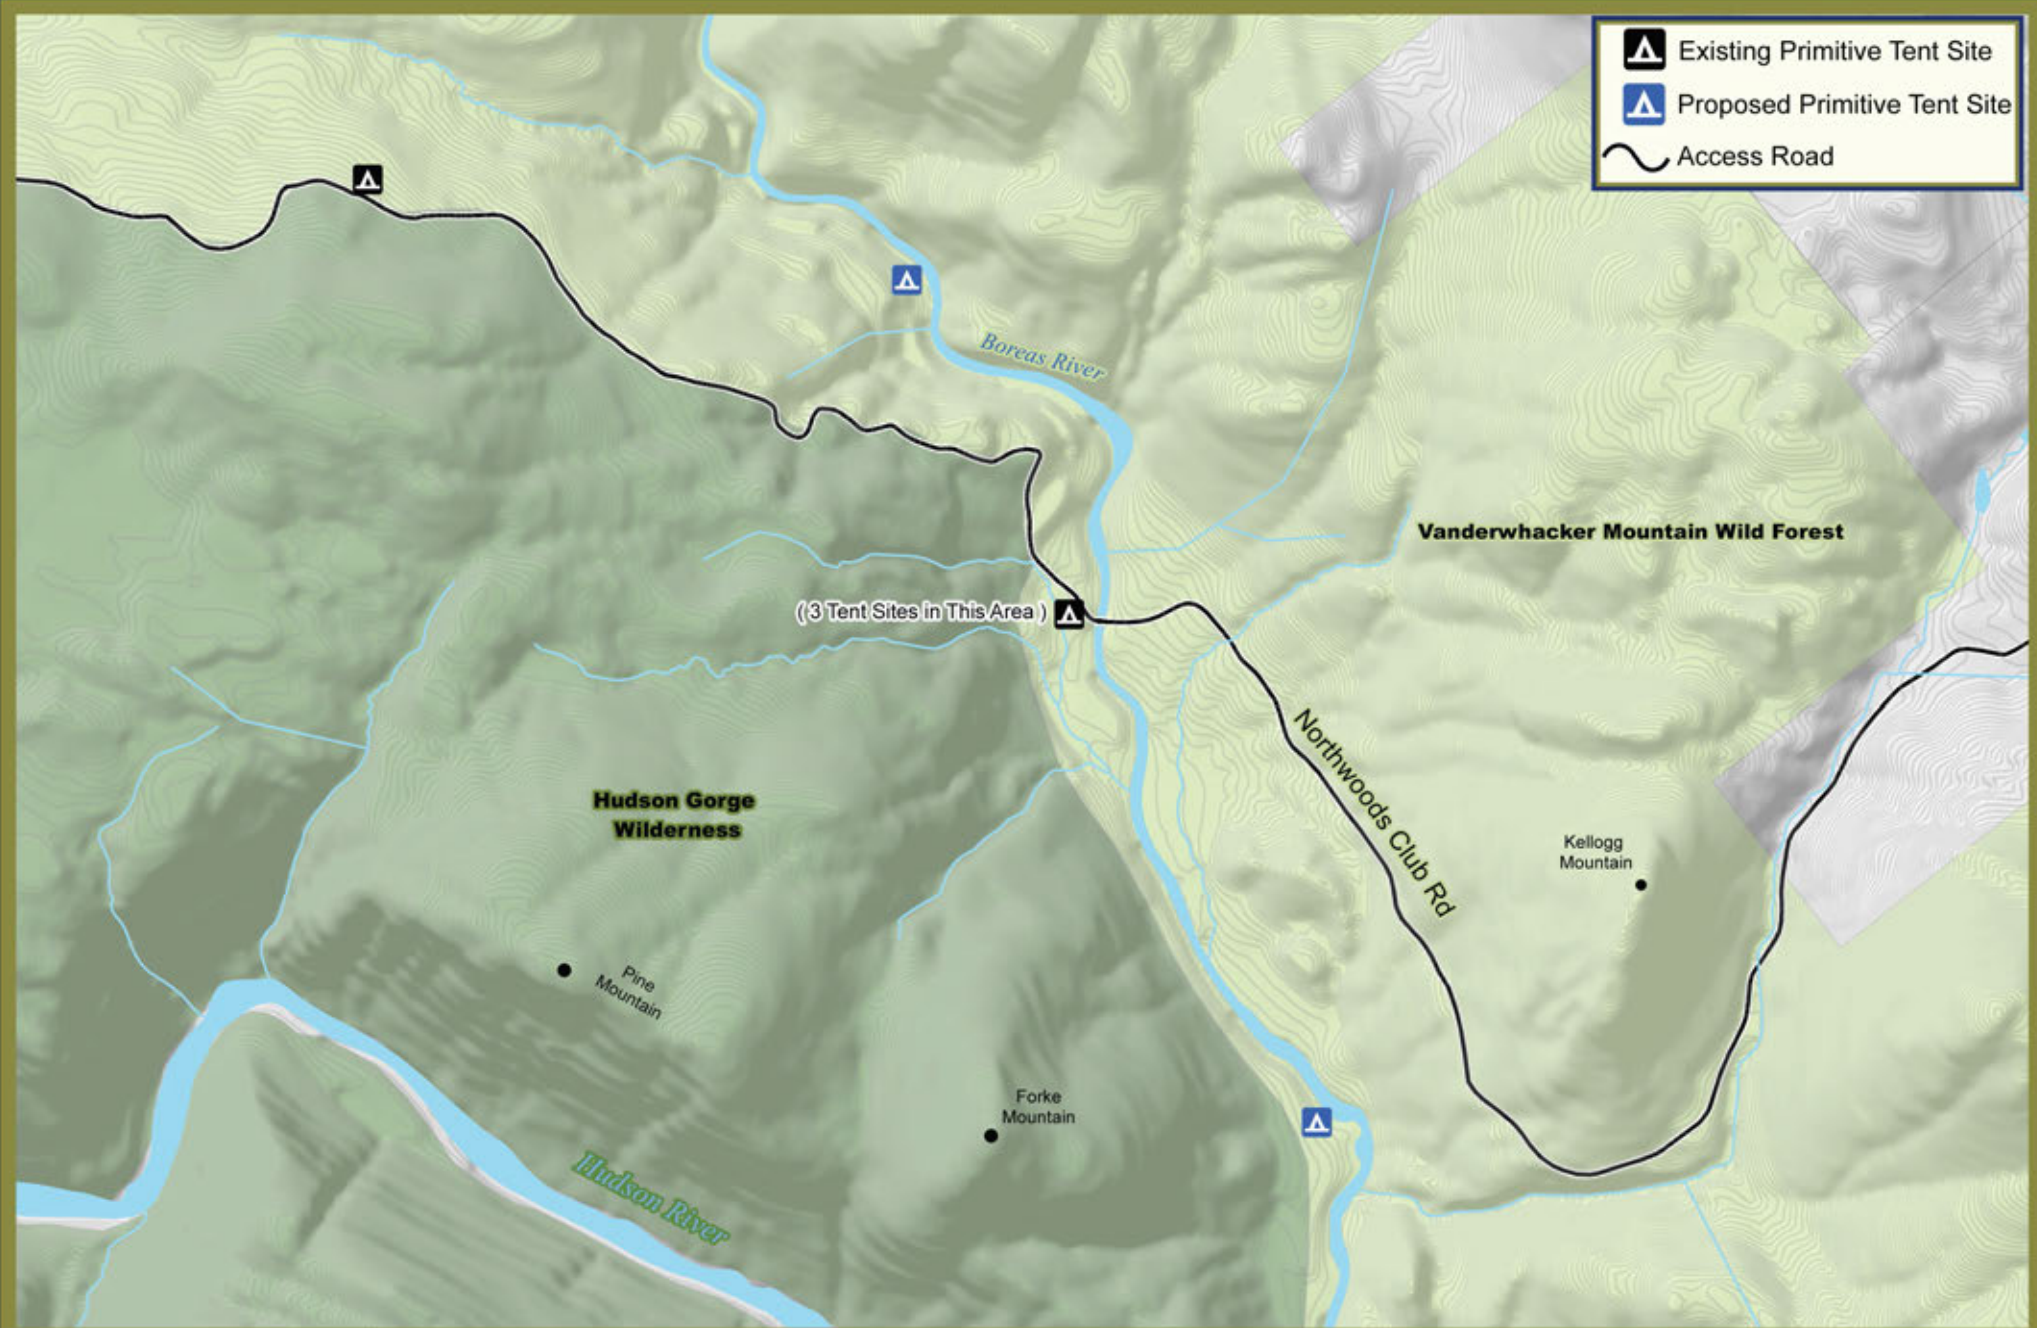 Existing Primitive Tent Site
Proposed Primitive Tent Site
Access Road
Boreas River
Vanderwhacker Mountain Wild Forest
( 3 Tent Sites in This Area )
Northwoods Club Rd
Hudson Gorge
Wilderness
Kellogg
Mountain
Pine
Mountain
Forke
Mountain
Hudson River